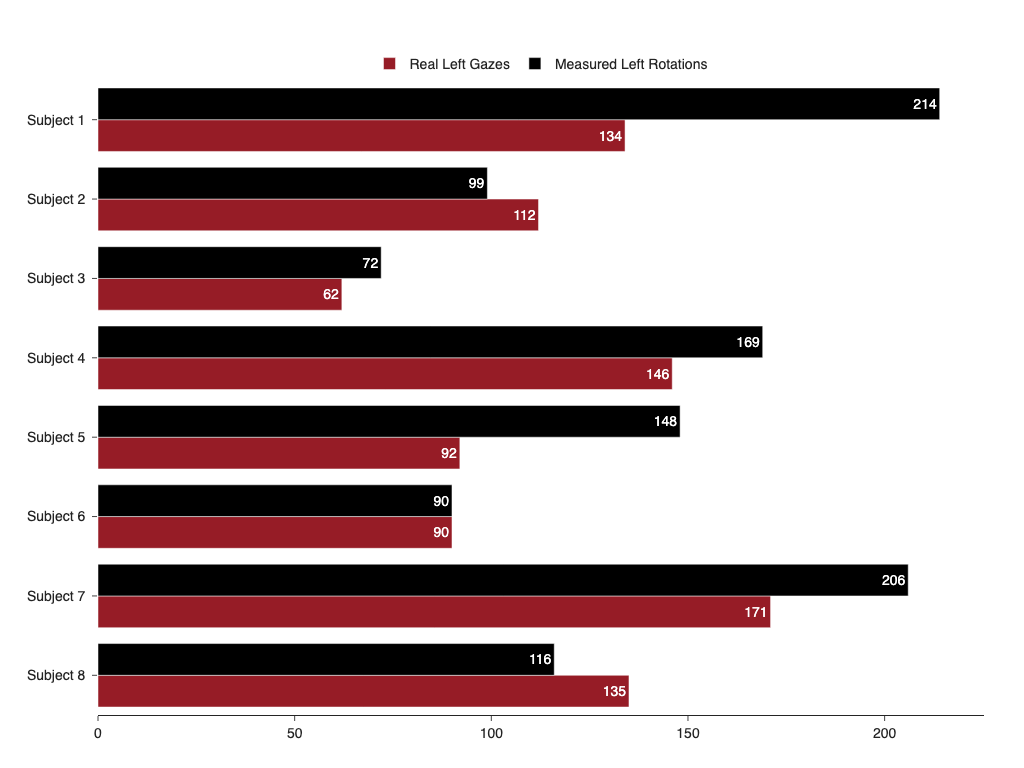 Real Left Gazes Measured Left Rotations
Subject 1
214
134
Subject 2
99
112
Subject 3
72
62
Subject 4
169
146
Subject 5
148
92
Subject 6
90
90
Subject 7
206
171
Subject 8
116
135
0 50 100 150 200